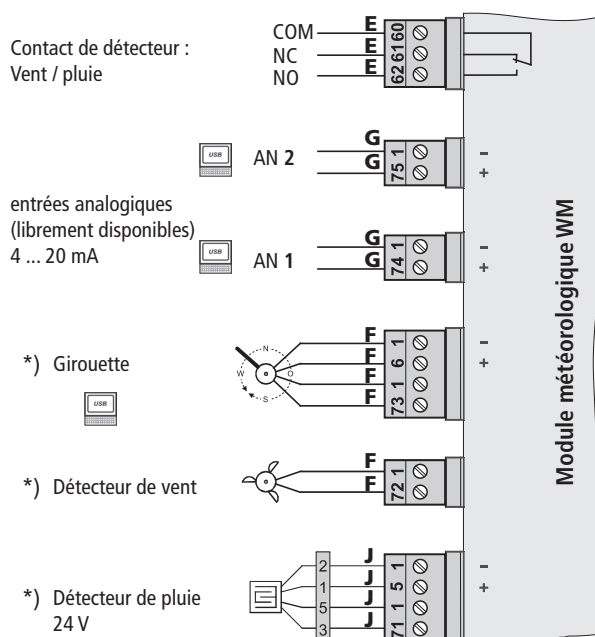 Contact de détecteur :
Vent / pluie
COM E 60
NC E 61
NO E 62
USB AN 2 G 1 -
G 75 +
entrées analogiques
(librement disponibles)
4 ... 20 mA
USB AN 1 G 1 -
G 74 +
*) Girouette
USB
N
W O
S
F 1 -
F 6 +
F 1
F 73
*) Détecteur de vent
F 1
F 72
*) Détecteur de pluie
24 V
2 J 1 -
1 J 5 +
5 J 1
3 J 71
Module météorologique WM